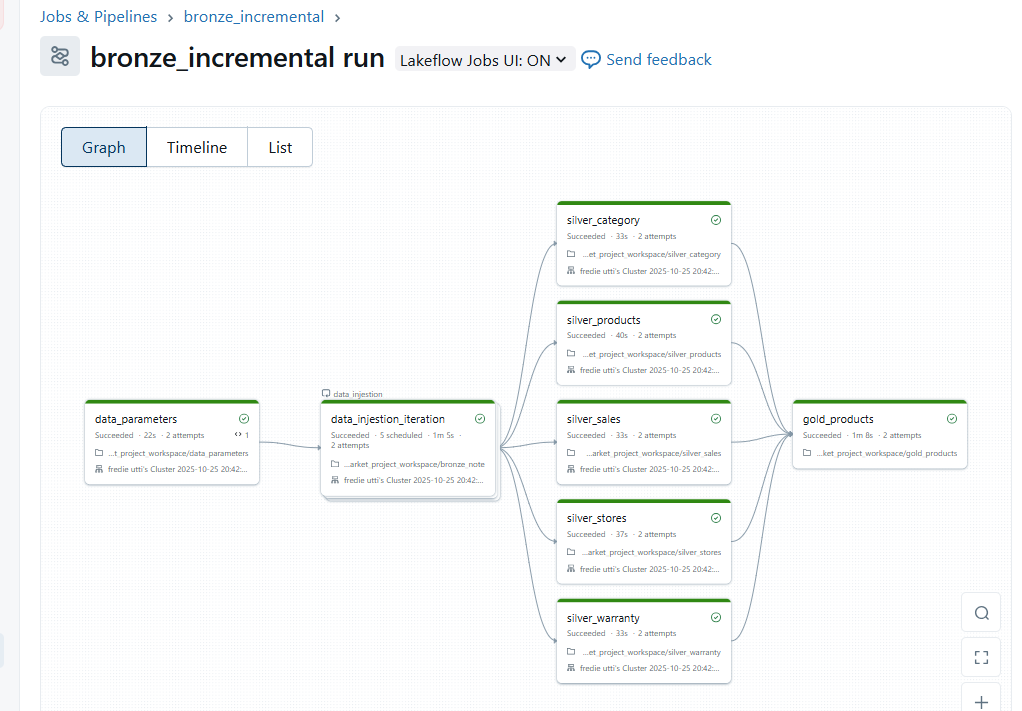 Jobs & Pipelines › bronze_incremental ›
bronze_incremental run
Lakeflow Jobs UI: ON
Send feedback
Graph
Timeline
List
data_parameters
Succeeded · 22s · 2 attempts
1
...t_project_workspace/data_parameters
fredie utti's Cluster 2025-10-25 20:42:...
data_injestion
data_injestion_iteration
Succeeded · 5 scheduled · 1m 5s ·
2 attempts
...arket_project_workspace/bronze_note
fredie utti's Cluster 2025-10-25 20:42:...
silver_category
Succeeded · 33s · 2 attempts
...et_project_workspace/silver_category
fredie utti's Cluster 2025-10-25 20:42:...
silver_products
Succeeded · 40s · 2 attempts
...et_project_workspace/silver_products
fredie utti's Cluster 2025-10-25 20:42:...
silver_sales
Succeeded · 33s · 2 attempts
...arket_project_workspace/silver_sales
fredie utti's Cluster 2025-10-25 20:42:...
silver_stores
Succeeded · 37s · 2 attempts
...arket_project_workspace/silver_stores
fredie utti's Cluster 2025-10-25 20:42:...
silver_warranty
Succeeded · 33s · 2 attempts
...et_project_workspace/silver_warranty
fredie utti's Cluster 2025-10-25 20:42:...
gold_products
Succeeded · 1m 8s · 2 attempts
...ket_project_workspace/gold_products